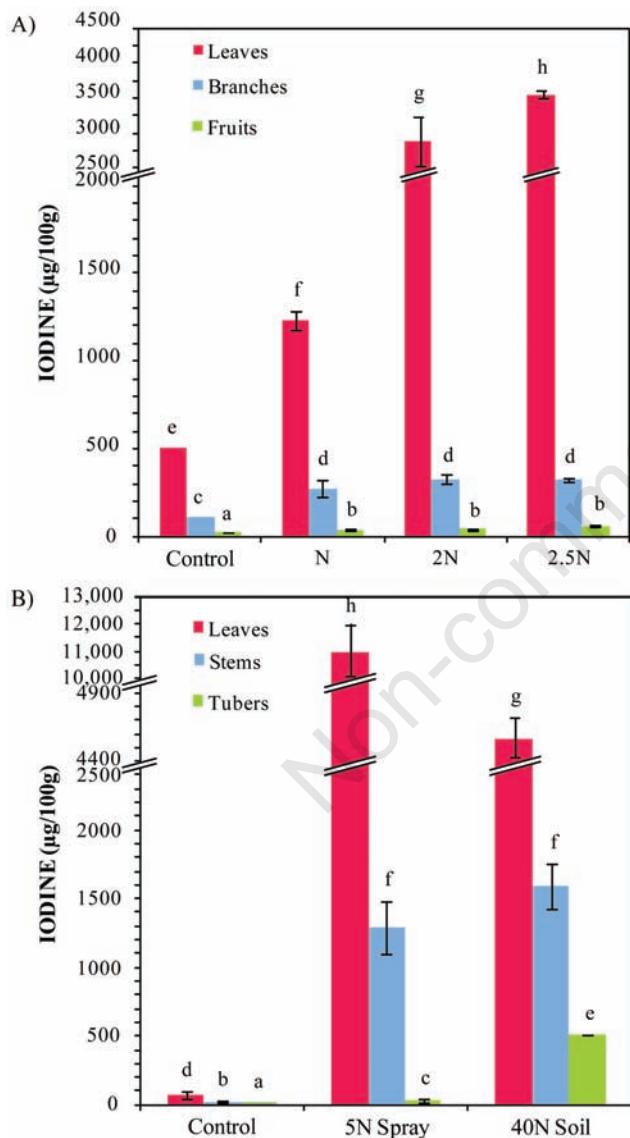 A)
4500
4000
3500
3000
2500
2000
1500
1000
500
0
IODINE (µg/100g)
Leaves
Branches
Fruits
e
c
a
f
d
b
g
d
b
h
d
b
Control
N
2N
2.5N
B)
13,000
12,000
11,000
10,000
4900
4400
2500
2000
1500
1000
500
0
IODINE (µg/100g)
Leaves
Stems
Tubers
d
b
a
h
f
c
g
f
e
Control
5N Spray
40N Soil
Non-comm